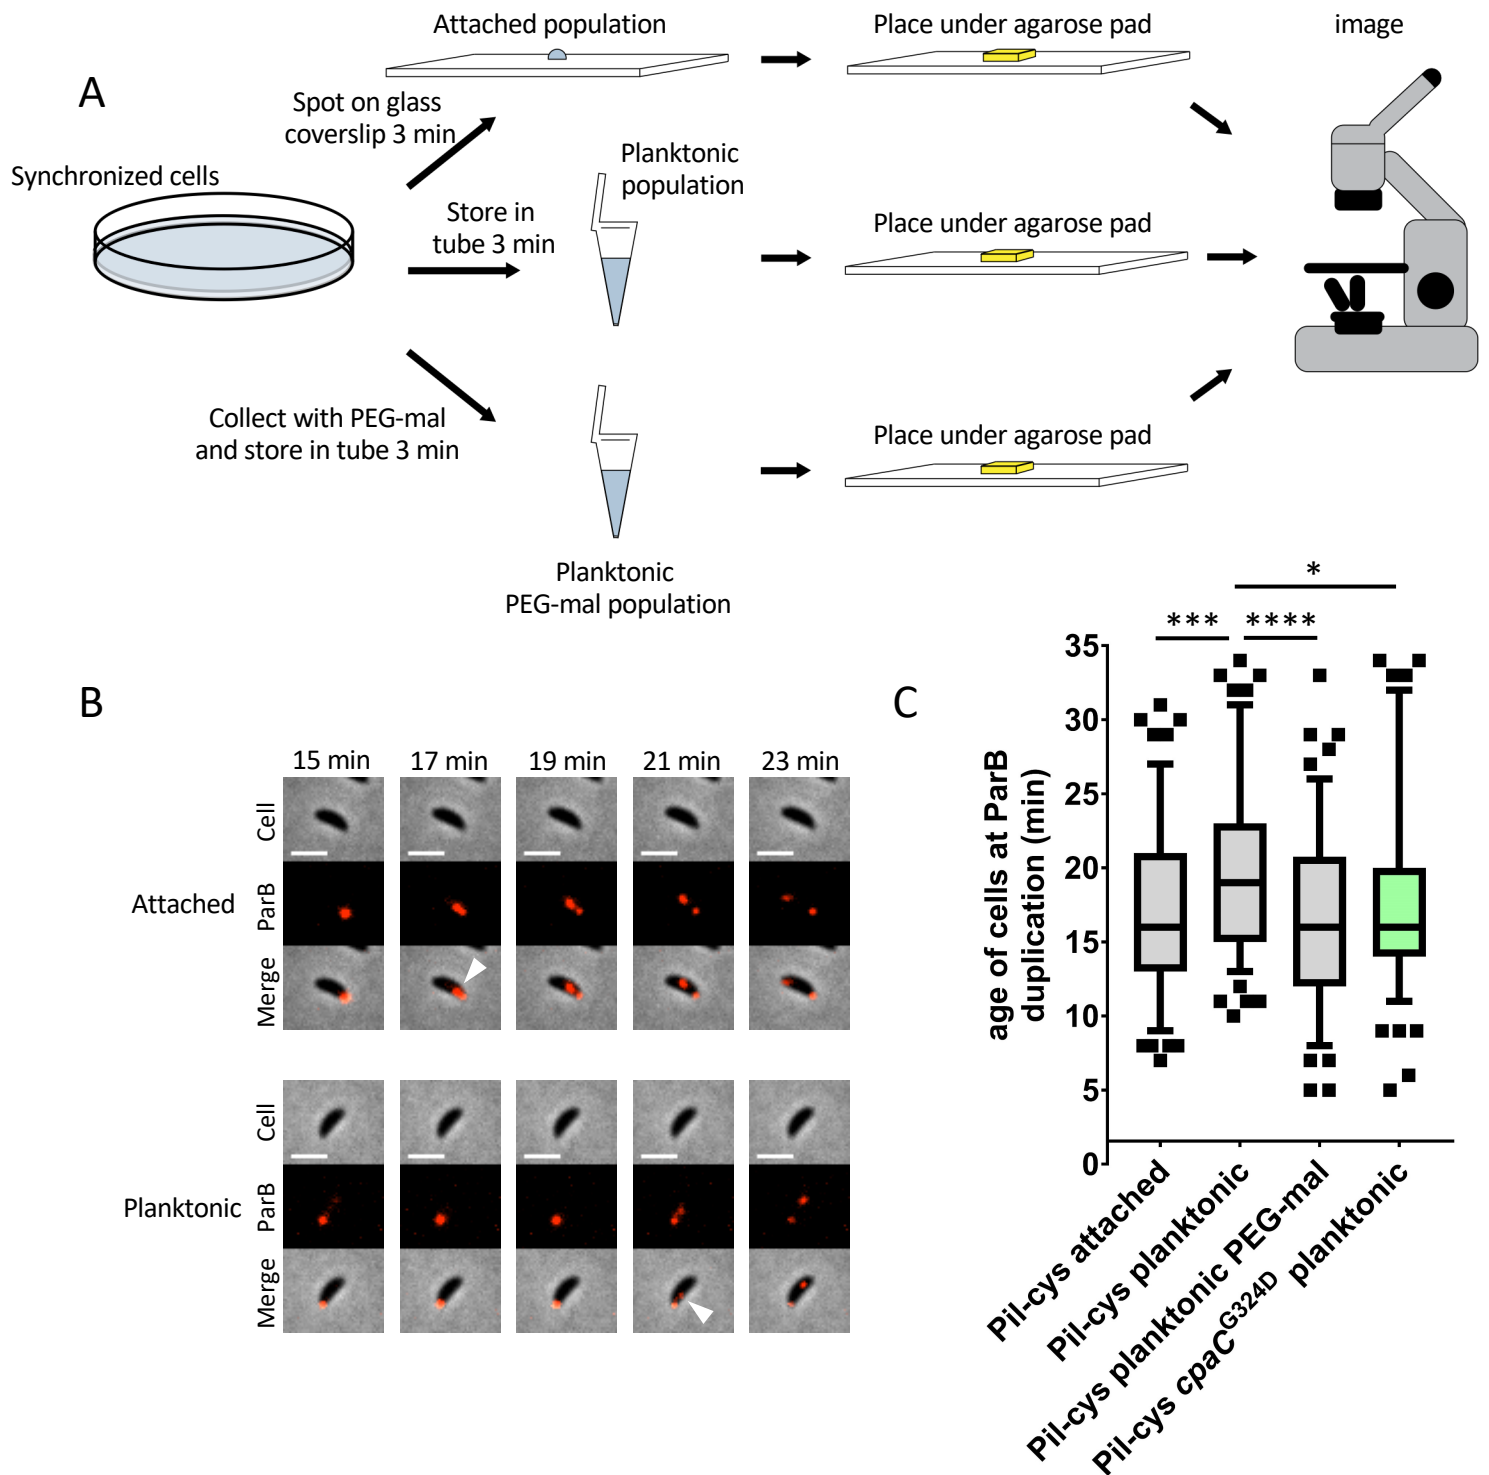 A
Attached population
Place under agarose pad
image
Spot on glass
coverslip 3 min
Synchronized cells
Planktonic
population
Store in
tube 3 min
Place under agarose pad
Collect with PEG-mal
and store in tube 3 min
Place under agarose pad
Planktonic
PEG-mal population
B
15 min
17 min
19 min
21 min
23 min
Attached
Cell
ParB
Merge
Planktonic
Cell
ParB
Merge
C
*
***
****
age of cells at ParB
duplication (min)
35
30
25
20
15
10
5
0
Pil-cys attached
Pil-cys planktonic
Pil-cys planktonic PEG-mal
Pil-cys cpaC^G324D planktonic